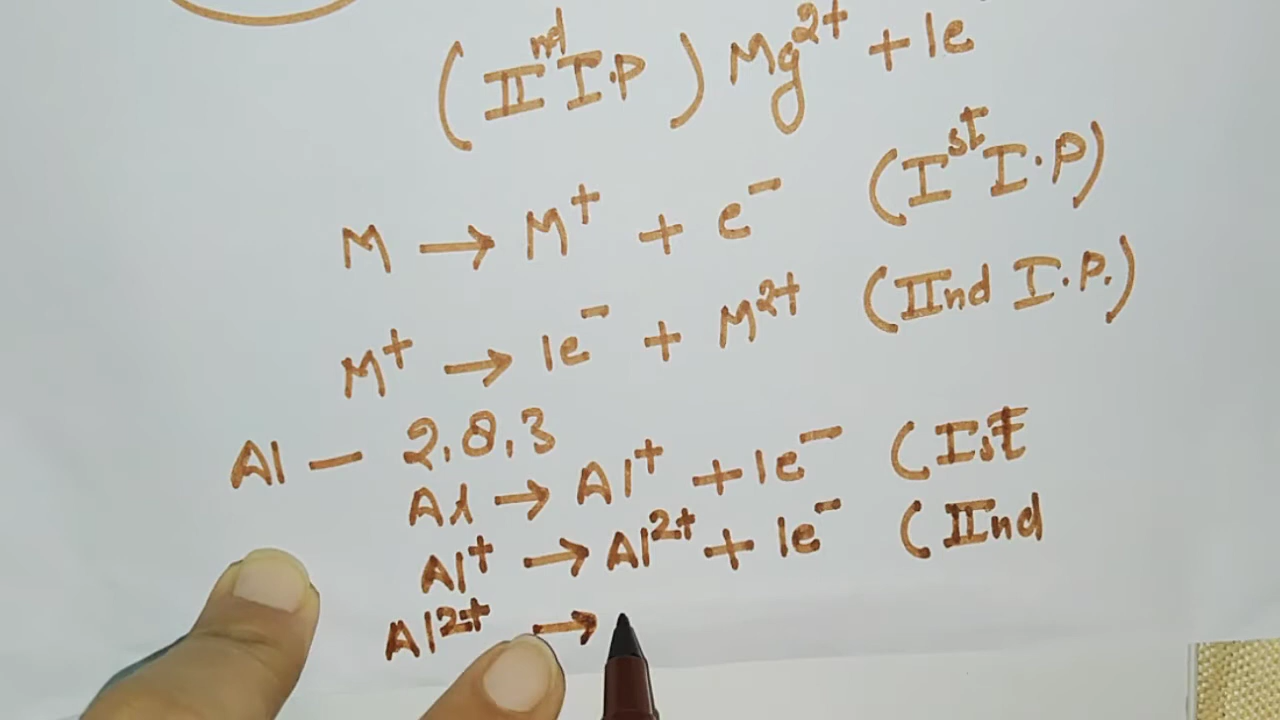 (IInd I.P) Mg2+ + 1e-
M → M+ + e- (Ist I.P)
M+ → 1e- + M2+ (IInd I.P.)
Al – 2,8,3
Al → Al+ + 1e- (Ist
Al+ → Al2+ + 1e- (IInd
Al2+ →